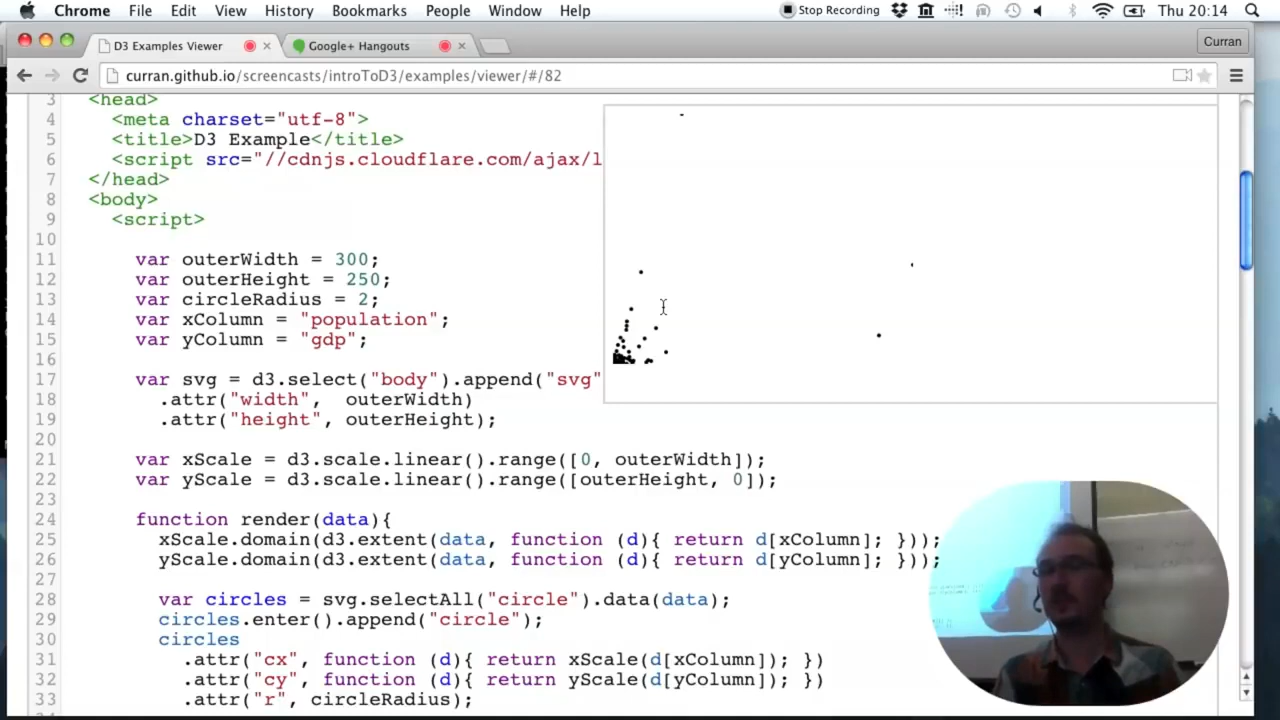 Chrome File Edit View History Bookmarks People Window Help Stop Recording Thu 20:14
D3 Examples Viewer Google+ Hangouts Curran
curran.github.io/screencasts/introToD3/examples/viewer/#/82
3 <head>
4 <meta charset="utf-8">
5 <title>D3 Example</title>
6 <script src="//cdnjs.cloudflare.com/ajax/l
7 </head>
8 <body>
9 <script>
10
11 var outerWidth = 300;
12 var outerHeight = 250;
13 var circleRadius = 2;
14 var xColumn = "population";
15 var yColumn = "gdp";
16
17 var svg = d3.select("body").append("svg"
18 .attr("width", outerWidth)
19 .attr("height", outerHeight);
20
21 var xScale = d3.scale.linear().range([0, outerWidth]);
22 var yScale = d3.scale.linear().range([outerHeight, 0]);
23
24 function render(data){
25 xScale.domain(d3.extent(data, function (d){ return d[xColumn]; }));
26 yScale.domain(d3.extent(data, function (d){ return d[yColumn]; }));
27
28 var circles = svg.selectAll("circle").data(data);
29 circles.enter().append("circle");
30 circles
31 .attr("cx", function (d){ return xScale(d[xColumn]); })
32 .attr("cy", function (d){ return yScale(d[yColumn]); })
33 .attr("r", circleRadius);